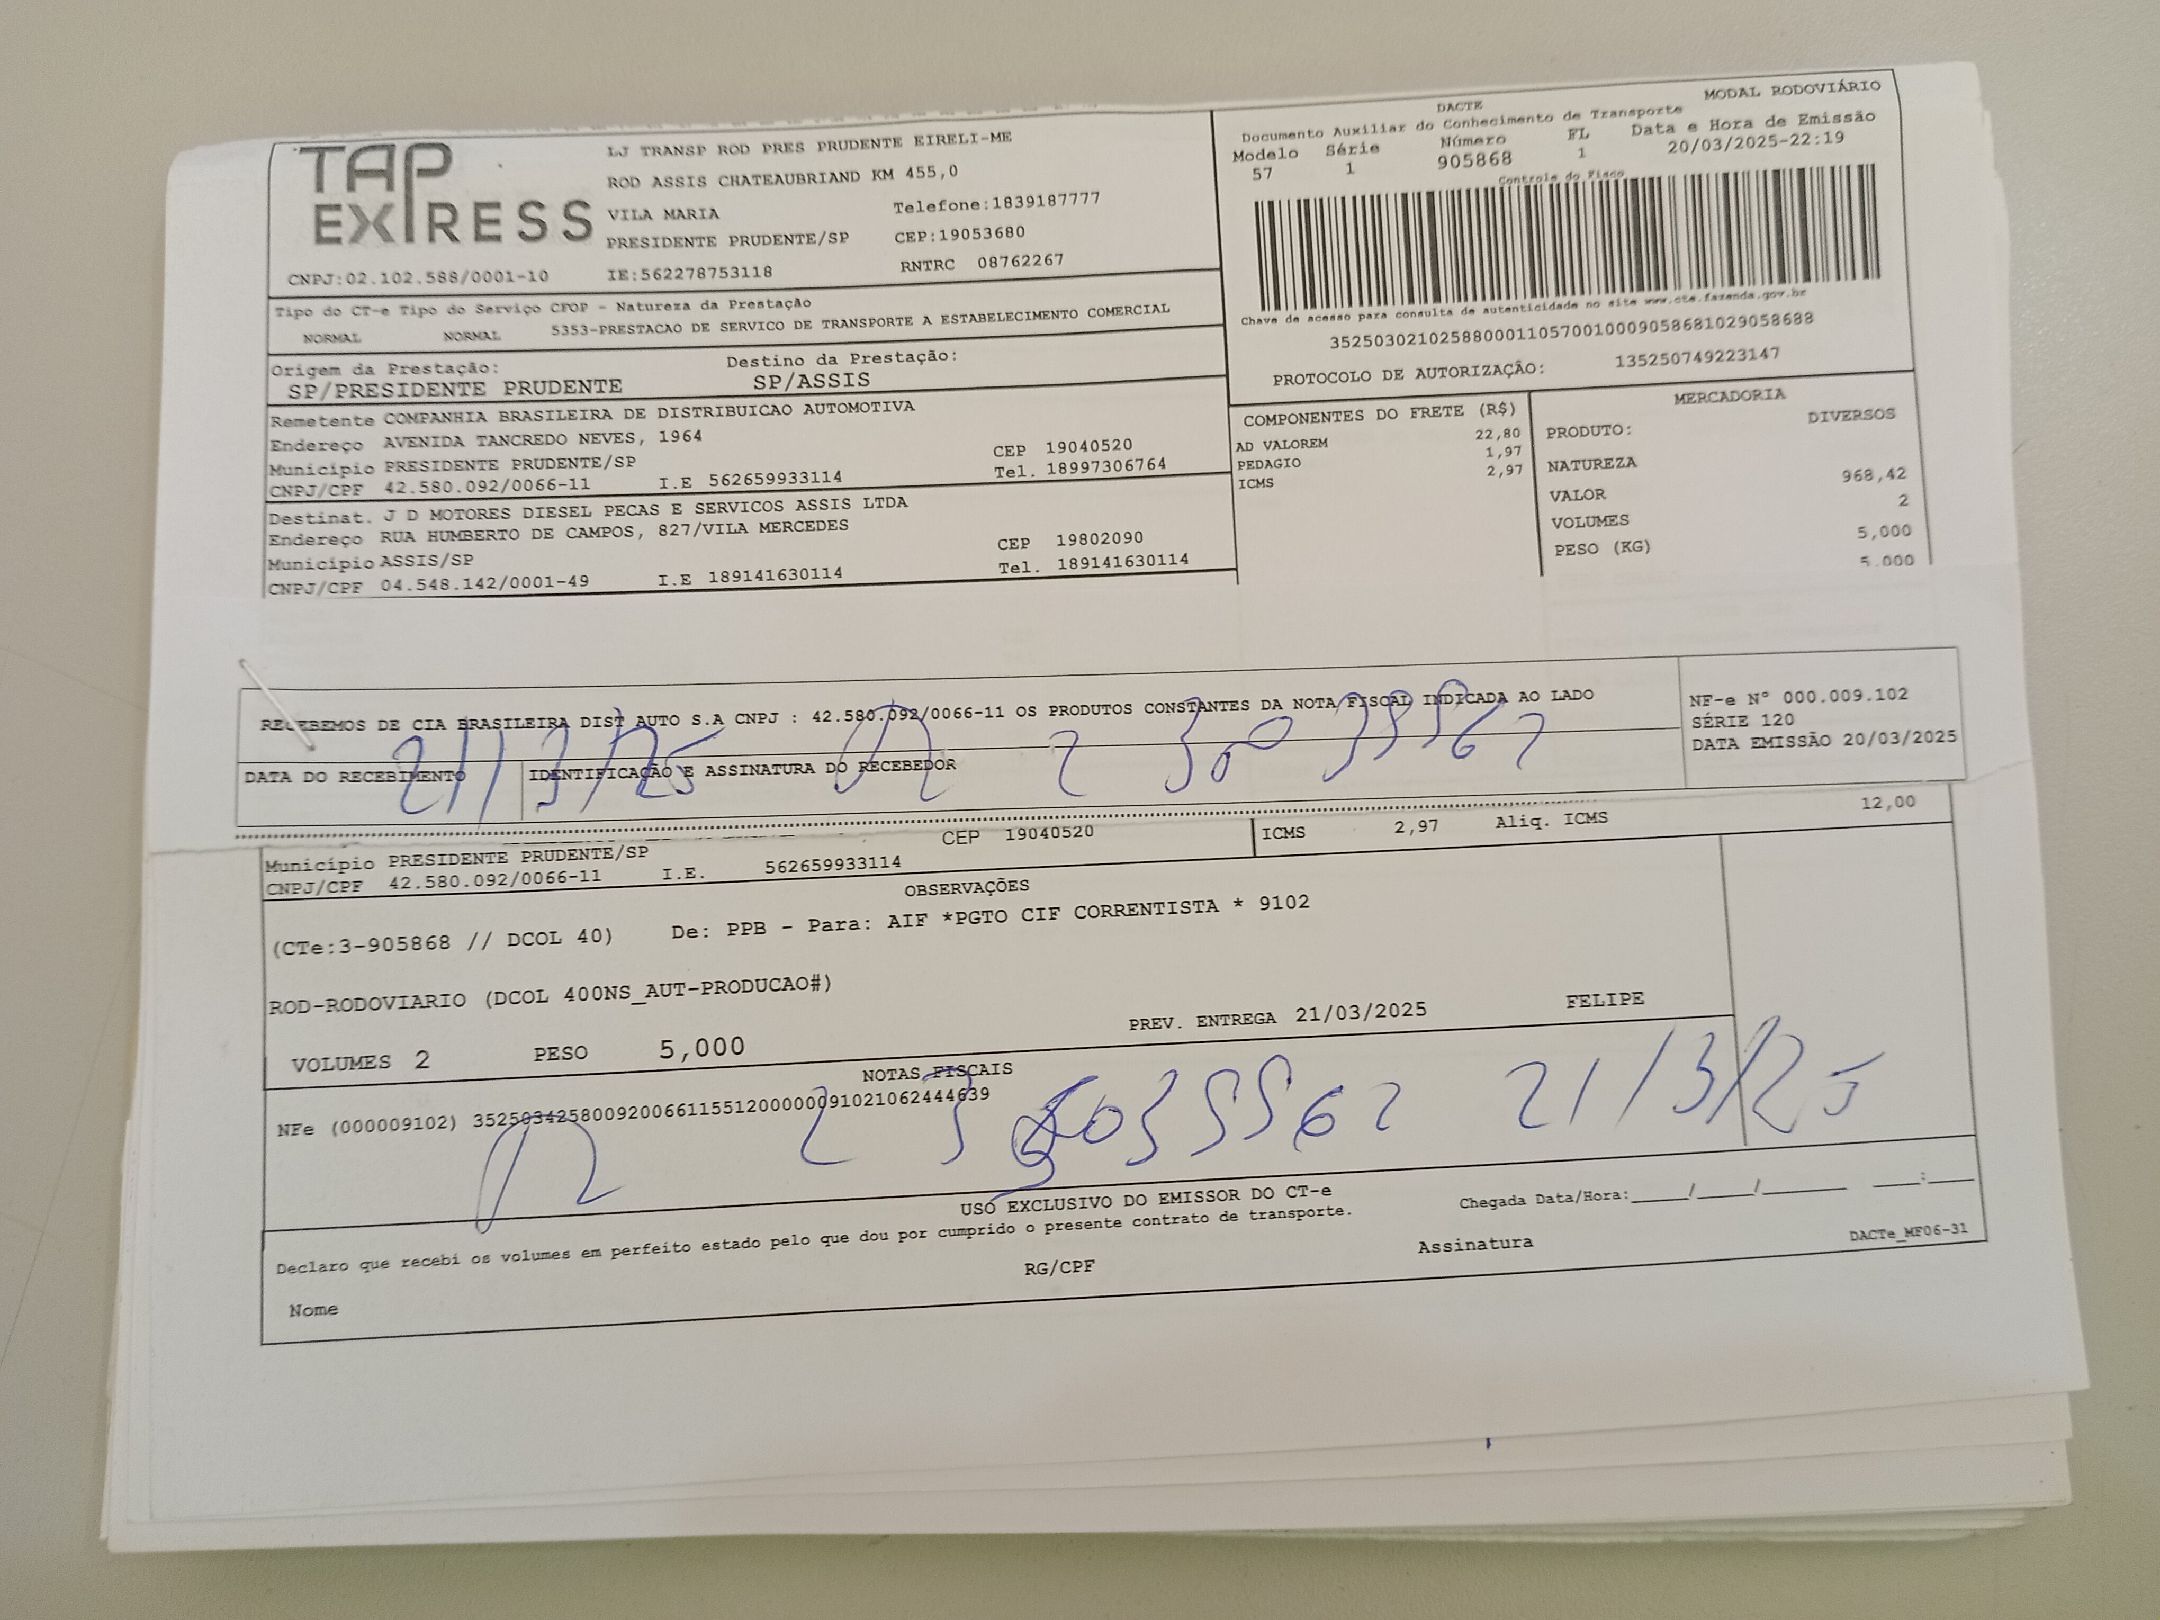 TAP EXPRESS
LJ TRANSP ROD PRES PRUDENTE EIRELI-ME
ROD ASSIS CHATEAUBRIAND KM 455,0
VILA MARIA Telefone:1839187777
PRESIDENTE PRUDENTE/SP CEP:19053680
CNPJ:02.102.588/0001-10 IE:562278753118 RNTRC 08762267
MODAL RODOVIÁRIO
DACTE
Documento Auxiliar do Conhecimento de Transporte
Modelo Série Número FL Data e Hora de Emissão
57 1 905868 1 20/03/2025-22:19
Controle do Fisco
Chave de acesso para consulta de autenticidade no site www.cte.fazenda.gov.br
35250302102588000110570010009058681029058688
PROTOCOLO DE AUTORIZAÇÃO: 135250749223147
Tipo do CT-e Tipo do Serviço CFOP - Natureza da Prestação
NORMAL NORMAL 5353-PRESTACAO DE SERVICO DE TRANSPORTE A ESTABELECIMENTO COMERCIAL
Origem da Prestação: Destino da Prestação:
SP/PRESIDENTE PRUDENTE SP/ASSIS
Remetente COMPANHIA BRASILEIRA DE DISTRIBUICAO AUTOMOTIVA
Endereço AVENIDA TANCREDO NEVES, 1964
Município PRESIDENTE PRUDENTE/SP CEP 19040520
CNPJ/CPF 42.580.092/0066-11 I.E 562659933114 Tel. 18997306764
Destinat. J D MOTORES DIESEL PECAS E SERVICOS ASSIS LTDA
Endereço RUA HUMBERTO DE CAMPOS, 827/VILA MERCEDES
Município ASSIS/SP CEP 19802090
CNPJ/CPF 04.548.142/0001-49 I.E 189141630114 Tel. 189141630114
COMPONENTES DO FRETE (R$)
AD VALOREM 22,80
PEDAGIO 1,97
ICMS 2,97
MERCADORIA
PRODUTO: DIVERSOS
NATUREZA
VALOR 968,42
VOLUMES 2
PESO (KG) 5,000
5.000
RECEBEMOS DE CIA BRASILEIRA DIST AUTO S.A CNPJ : 42.580.092/0066-11 OS PRODUTOS CONSTANTES DA NOTA FISCAL INDICADA AO LADO
NF-e N° 000.009.102
SÉRIE 120
DATA EMISSÃO 20/03/2025
21/3/25
DATA DO RECEBIMENTO IDENTIFICAÇÃO E ASSINATURA DO RECEBEDOR
CEP 19040520 ICMS 2,97 Aliq. ICMS 12,00
Município PRESIDENTE PRUDENTE/SP
CNPJ/CPF 42.580.092/0066-11 I.E. 562659933114
OBSERVAÇÕES
(CTe:3-905868 // DCOL 40) De: PPB - Para: AIF *PGTO CIF CORRENTISTA * 9102
ROD-RODOVIARIO (DCOL 400NS_AUT-PRODUCAO#)
PREV. ENTREGA 21/03/2025 FELIPE
VOLUMES 2 PESO 5,000
NOTAS FISCAIS
NFe (000009102) 35250342580092006611551200000091021062444639
21/3/25
USO EXCLUSIVO DO EMISSOR DO CT-e
Declaro que recebi os volumes em perfeito estado pelo que dou por cumprido o presente contrato de transporte.
Chegada Data/Hora:____/____/______ ___:___
Nome RG/CPF Assinatura
DACTe_MF06-31